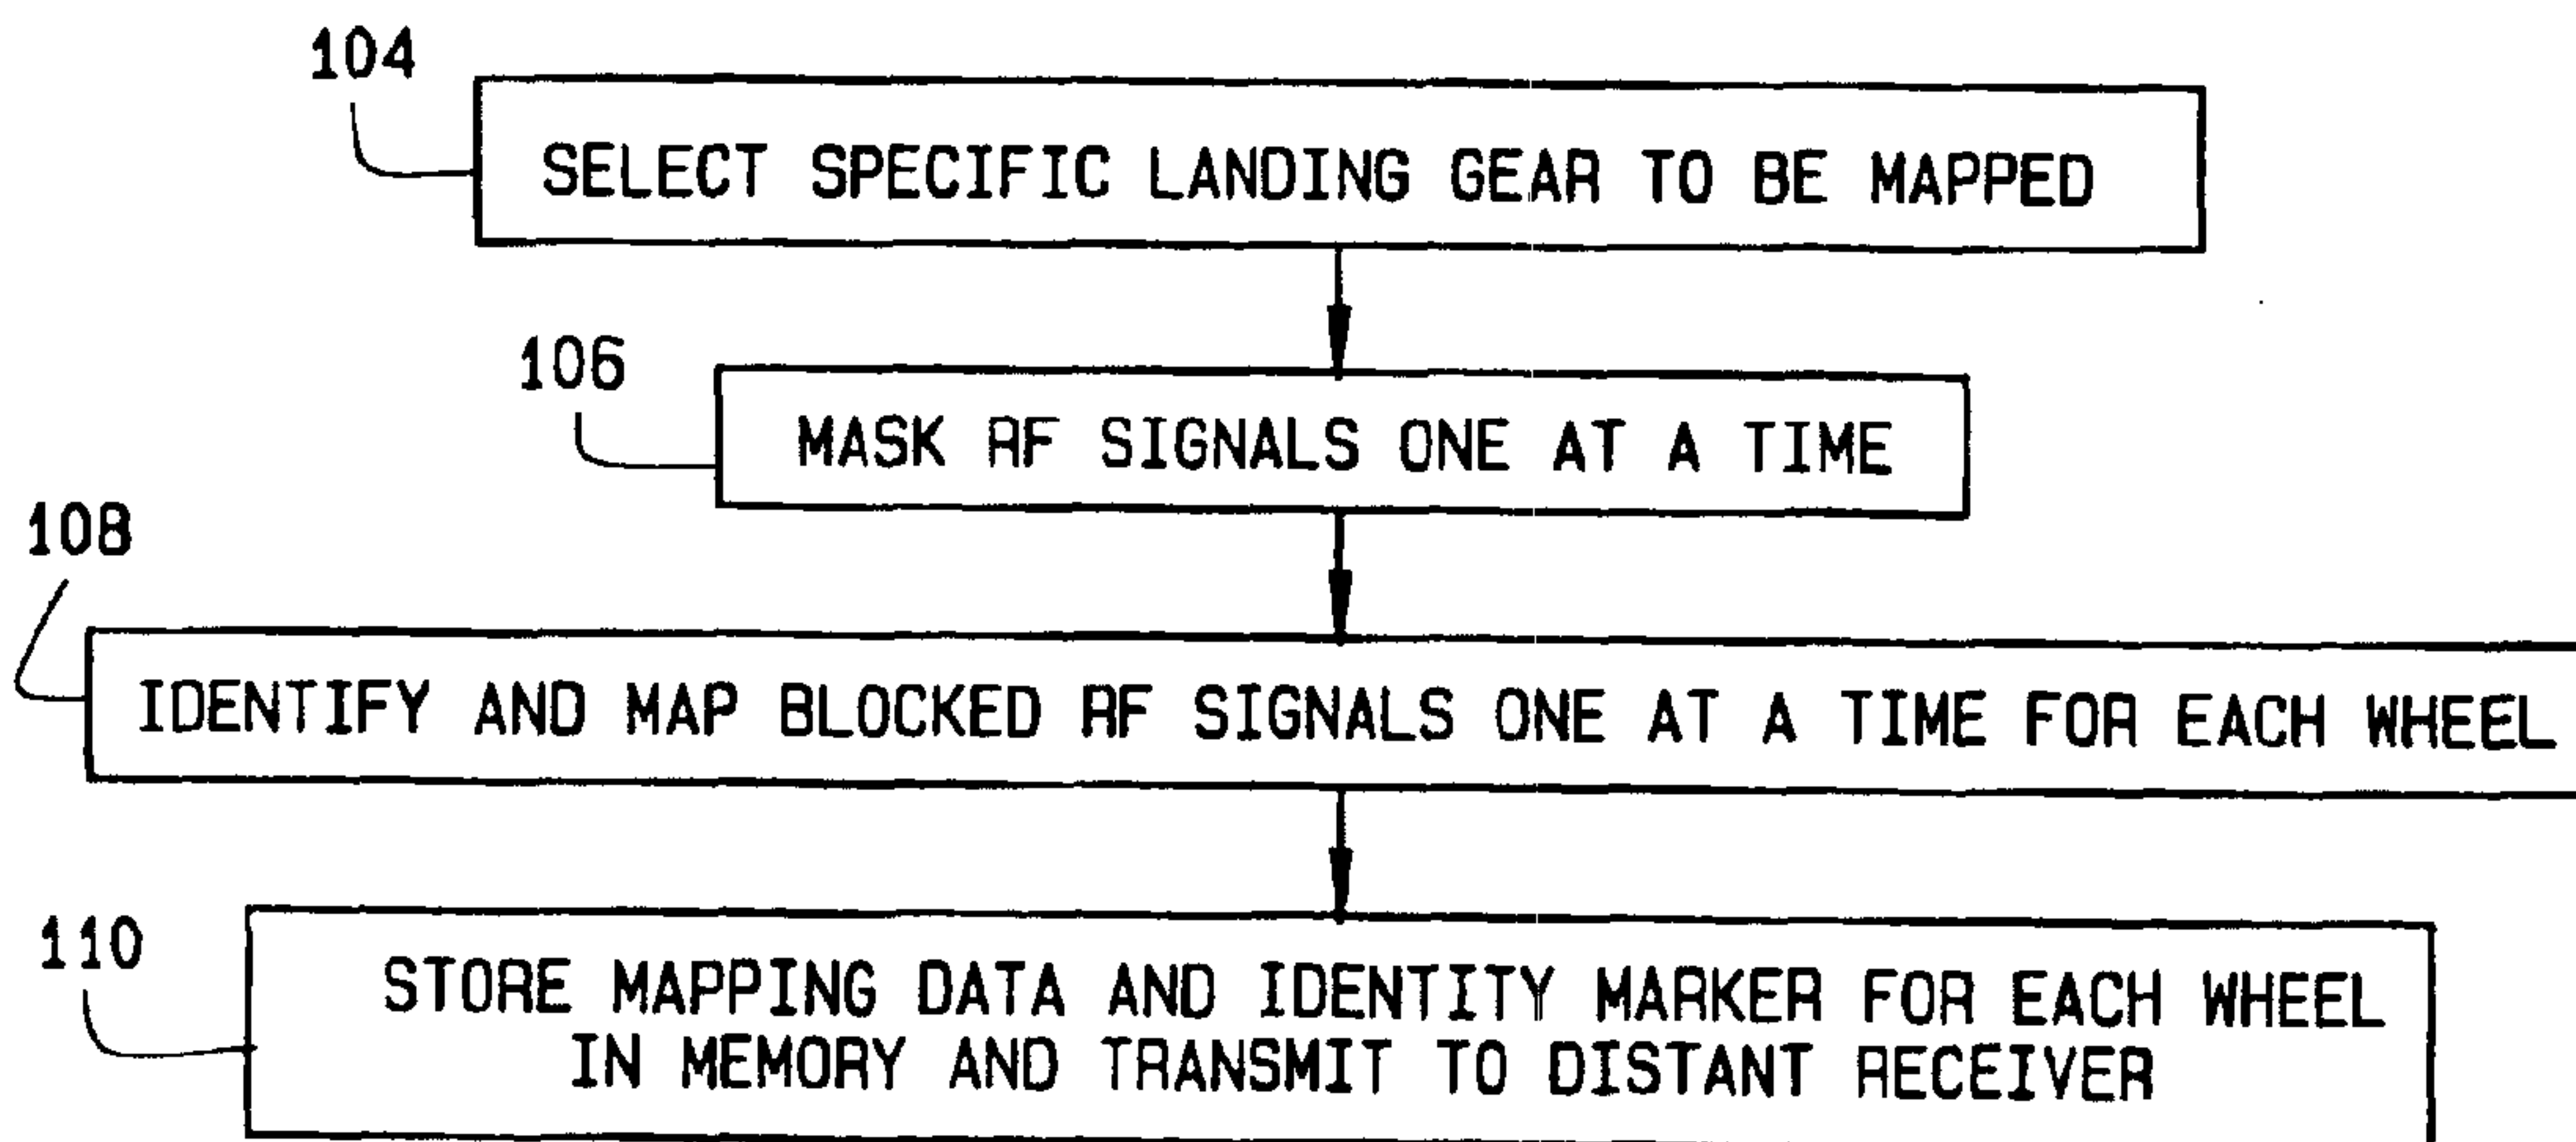 104
SELECT SPECIFIC LANDING GEAR TO BE MAPPED
106
MASK RF SIGNALS ONE AT A TIME
108
IDENTIFY AND MAP BLOCKED RF SIGNALS ONE AT A TIME FOR EACH WHEEL
110
STORE MAPPING DATA AND IDENTITY MARKER FOR EACH WHEEL
IN MEMORY AND TRANSMIT TO DISTANT RECEIVER